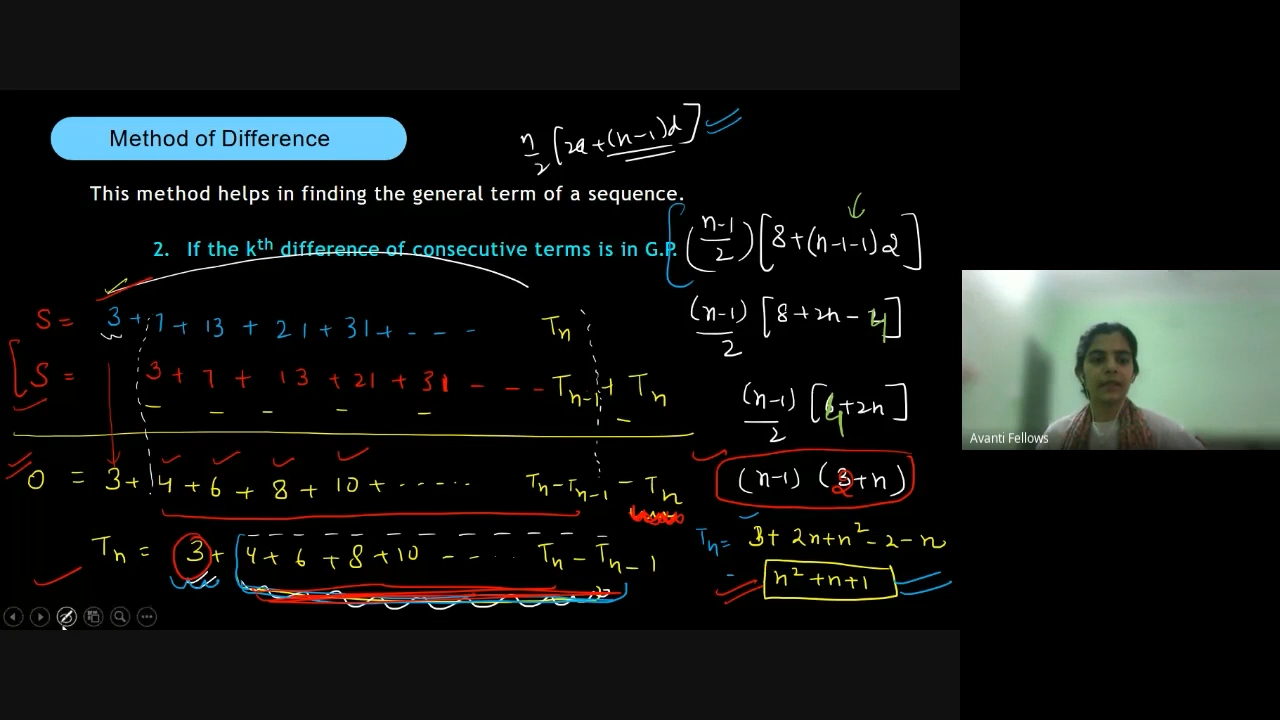 Method of Difference
n/2 [2a + (n-1)d]
This method helps in finding the general term of a sequence.
2. If the kth difference of consecutive terms is in G.P.
S = 3 + 7 + 13 + 21 + 31 + - - - Tn
S = 3 + 7 + 13 + 21 + 31 - - - Tn-1 + Tn
0 = 3 + 4 + 6 + 8 + 10 + ...... Tn - Tn-1 - Tn
Tn = 3 + 4 + 6 + 8 + 10 ---- Tn - Tn-1
(n-1/2) [8 + (n-1-1)2]
(n-1)/2 [8 + 2n - 4]
(n-1)/2 [4 + 2n]
(n-1) (2 + n)
Tn = 3 + 2n + n² - 2 - n
= n² + n + 1
Avanti Fellows